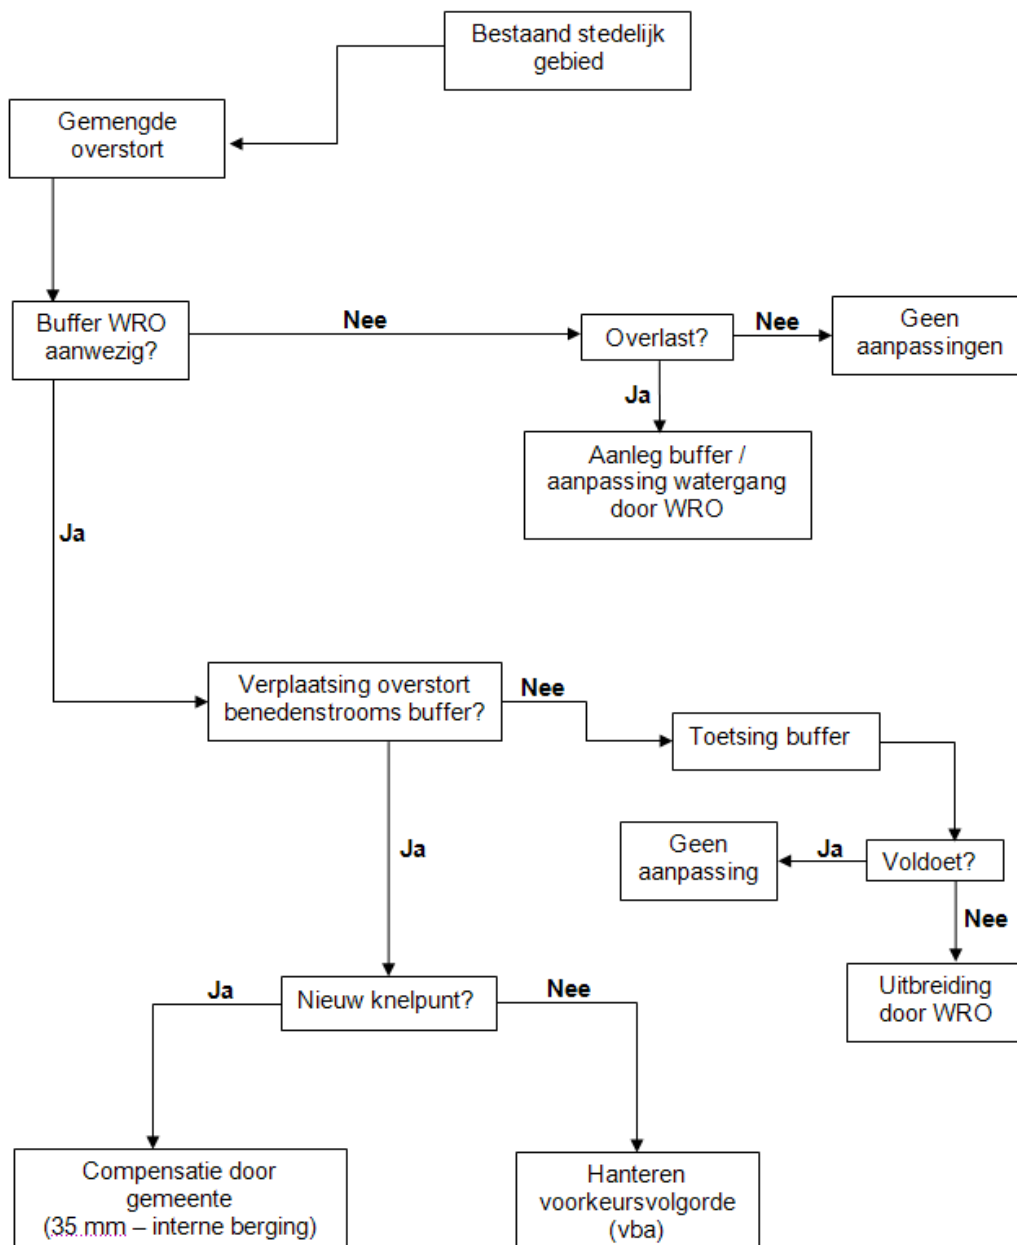 Bestaand stedelijk
gebied
Gemengde
overstort
Buffer WRO
aanwezig?
Nee
Overlast?
Nee
Geen
aanpassingen
Ja
Aanleg buffer /
aanpassing watergang
door WRO
Ja
Verplaatsing overstort
benedenstrooms buffer?
Nee
Toetsing buffer
Ja
Geen
aanpassing
Ja
Voldoet?
Nee
Uitbreiding
door WRO
Ja
Nieuw knelpunt?
Nee
Compensatie door
gemeente
(35 mm – interne berging)
Hanteren
voorkeursvolgorde
(vba)